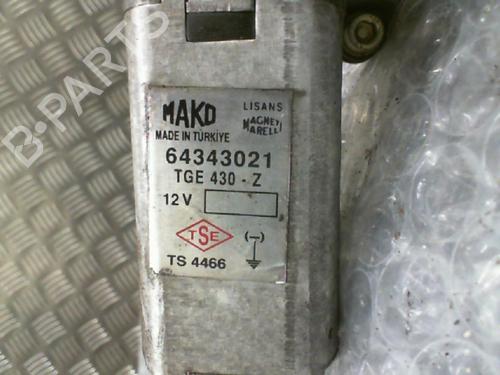 MAKO
LISANS
MAGNETI
MARELLI
MADE IN TÜRKİYE
64343021
TGE 430 - Z
12 V
TSE
(-)
TS 4466
B-PARTS